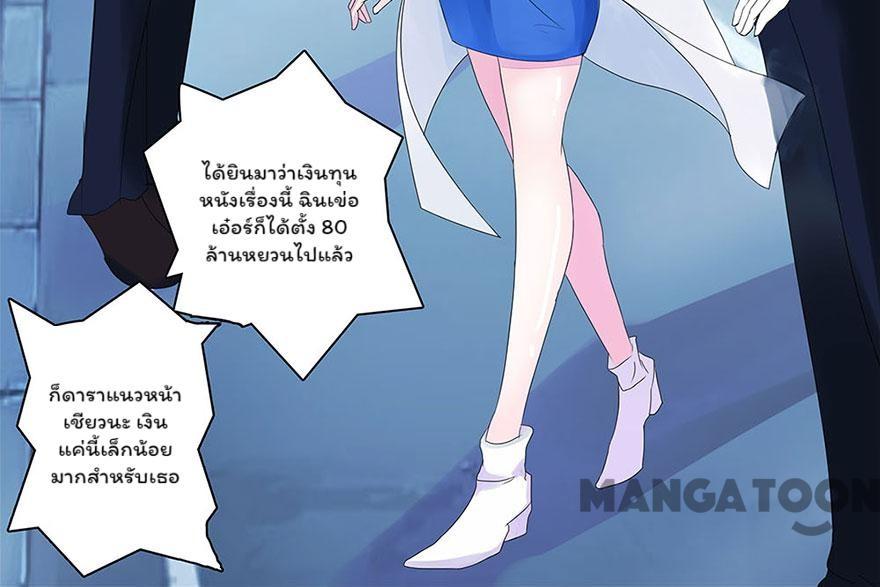 ได้ยินมาว่าเงินทุน
หนังเรื่องนี้ ฉินเข่อ
เอ๋อร์ก็ได้ตั้ง 80
ล้านหยวนไปแล้ว
ก็ดาราแนวหน้า
เชียวนะ เงิน
แค่นี้เล็กน้อย
มากสำหรับเธอ
MANGATOON